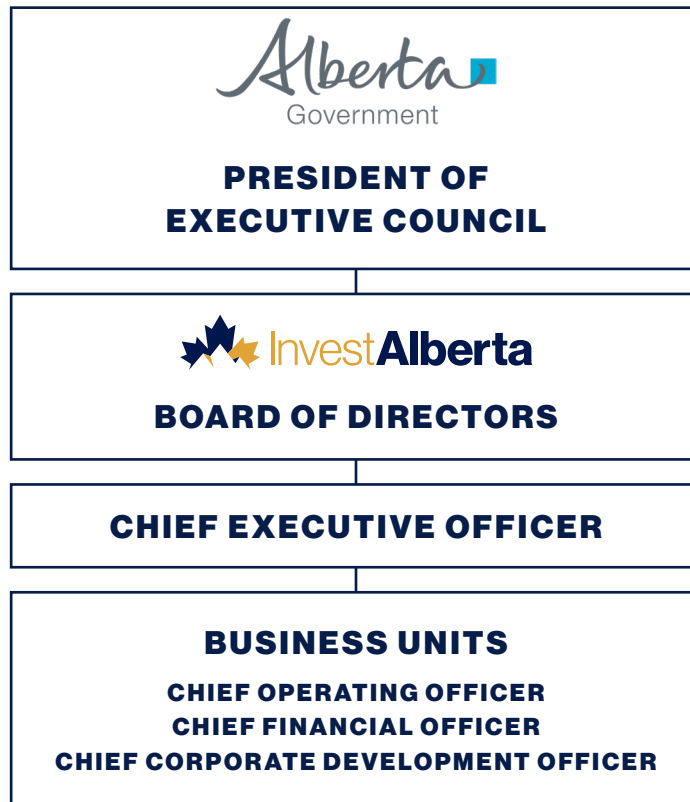 Alberta
Government
PRESIDENT OF
EXECUTIVE COUNCIL
InvestAlberta
BOARD OF DIRECTORS
CHIEF EXECUTIVE OFFICER
BUSINESS UNITS
CHIEF OPERATING OFFICER
CHIEF FINANCIAL OFFICER
CHIEF CORPORATE DEVELOPMENT OFFICER